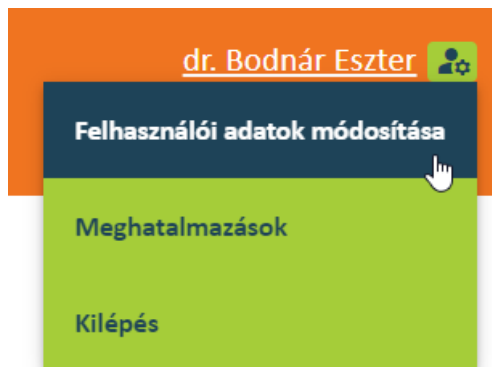 dr. Bodnár Eszter
Felhasználói adatok módosítása
Meghatalmazások
Kilépés